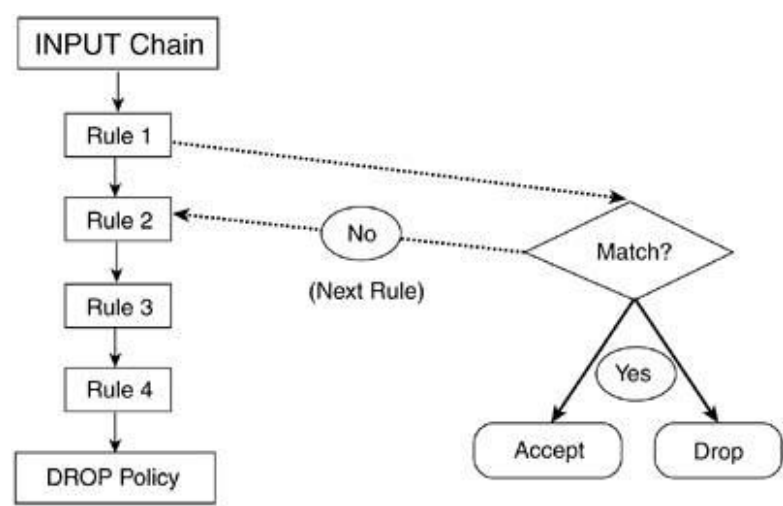 INPUT Chain
Rule 1
Rule 2
No
Match?
(Next Rule)
Rule 3
Yes
Rule 4
Accept
Drop
DROP Policy